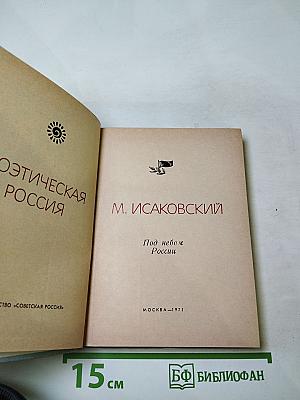 ОЭТИЧЕСКАЯ
РОССИЯ
СТВО «СОВЕТСКАЯ РОССИЯ»
М. ИСАКОВСКИЙ
Под небом
России
МОСКВА—1971
15 см
БФ БИБЛИОФАН